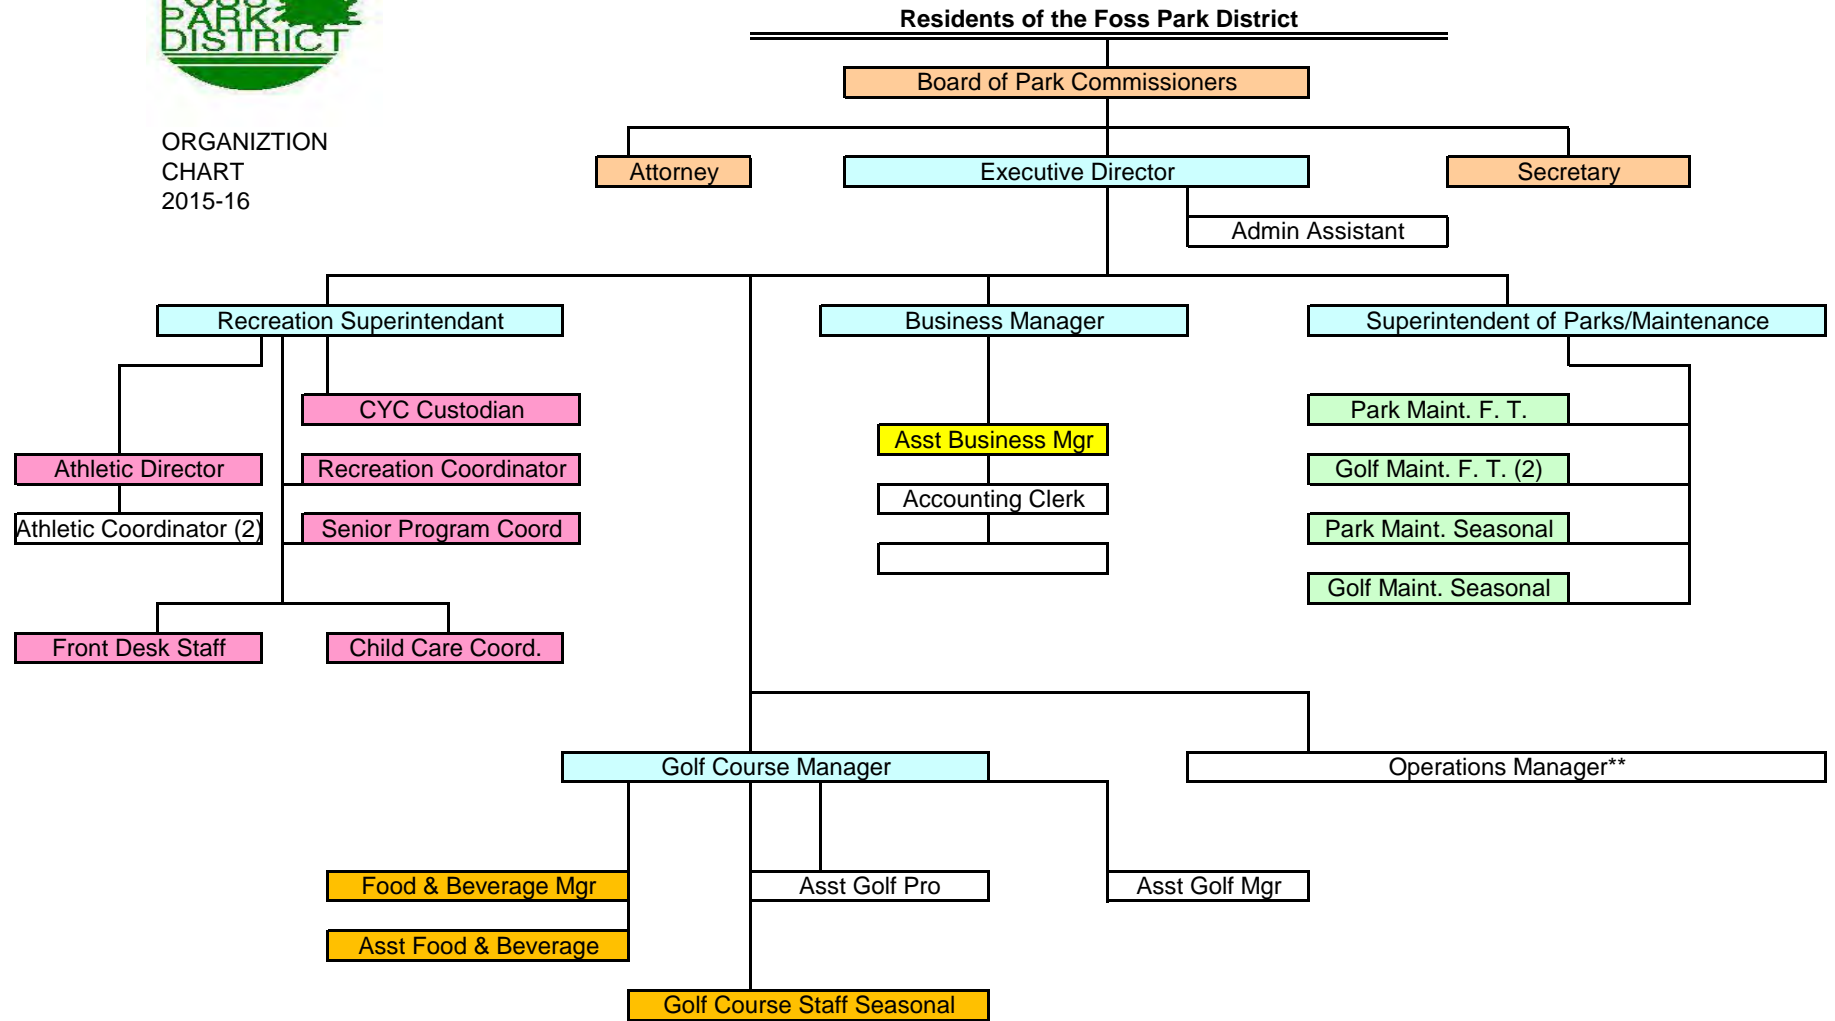 FOSS
PARK
DISTRICT
Residents of the Foss Park District
Board of Park Commissioners
ORGANIZTION
CHART
2015-16
Attorney
Executive Director
Secretary
Admin Assistant
Recreation Superintendant
Business Manager
Superintendent of Parks/Maintenance
CYC Custodian
Park Maint. F. T.
Asst Business Mgr
Athletic Director
Recreation Coordinator
Golf Maint. F. T. (2)
Accounting Clerk
Athletic Coordinator (2)
Senior Program Coord
Park Maint. Seasonal
Golf Maint. Seasonal
Front Desk Staff
Child Care Coord.
Golf Course Manager
Operations Manager**
Food & Beverage Mgr
Asst Golf Pro
Asst Golf Mgr
Asst Food & Beverage
Golf Course Staff Seasonal